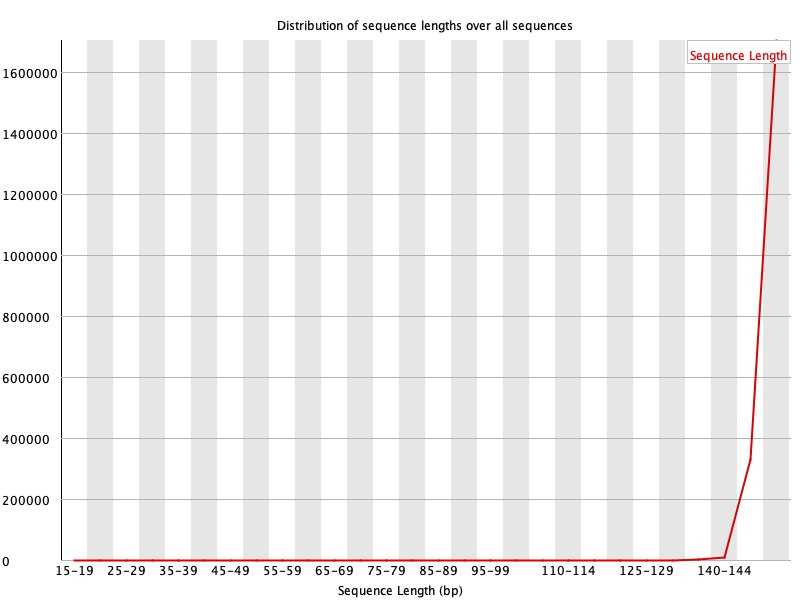 Distribution of sequence lengths over all sequences
Sequence Length
1600000
1400000
1200000
1000000
800000
600000
400000
200000
0
15-19 25-29 35-39 45-49 55-59 65-69 75-79 85-89 95-99 110-114 125-129 140-144
Sequence Length (bp)